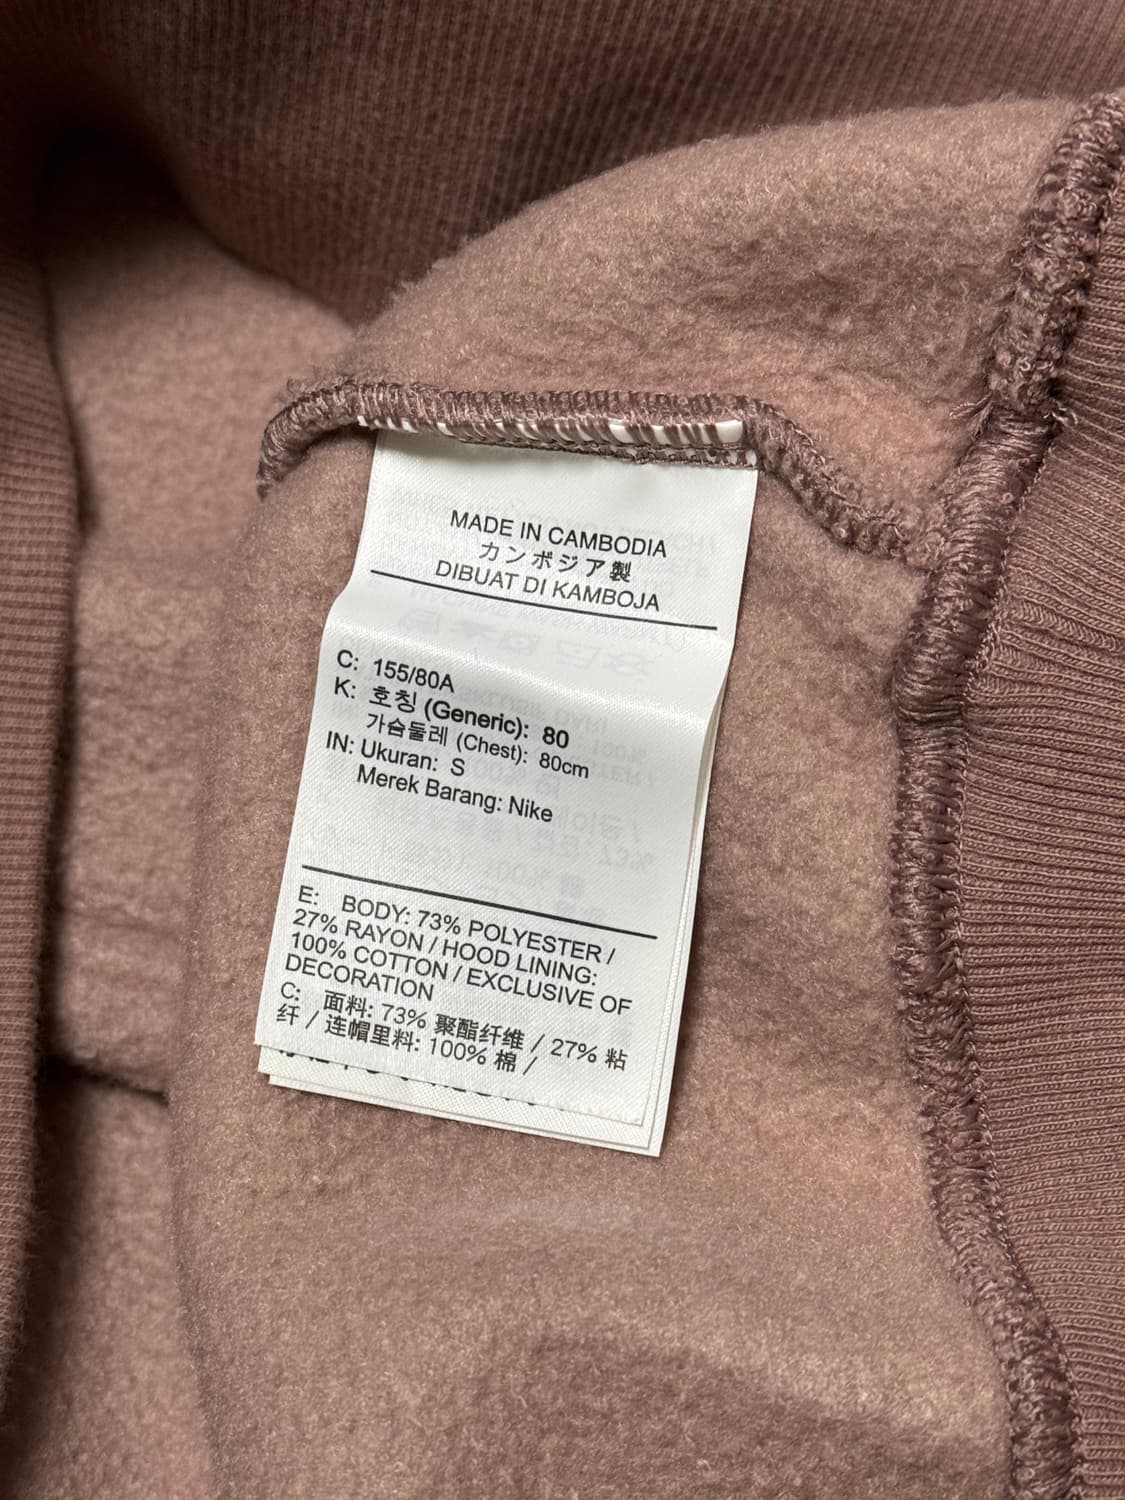 MADE IN CAMBODIA
カンボジア製
DIBUAT DI KAMBOJA
C: 155/80A
K: 호칭 (Generic): 80
가슴둘레 (Chest): 80cm
IN: Ukuran: S
Merek Barang: Nike
E: BODY: 73% POLYESTER /
27% RAYON / HOOD LINING:
100% COTTON / EXCLUSIVE OF
DECORATION
C: 面料: 73% 聚酯纤维 / 27% 粘
纤 / 连帽里料: 100% 棉 /